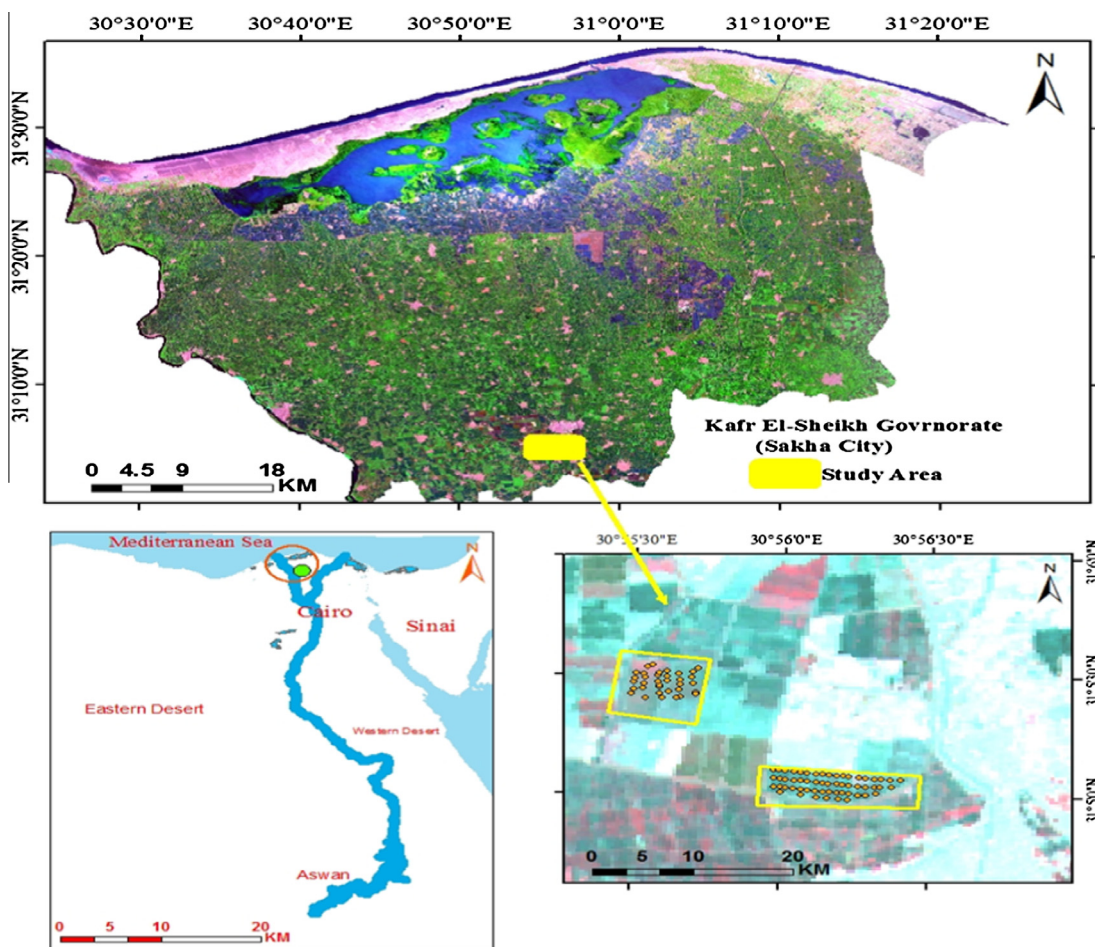 30°30'0"E 30°40'0"E 30°50'0"E 31°0'0"E 31°10'0"E 31°20'0"E
N
31°30'0"N
31°20'0"N
31°10'0"N
Kafr El-Sheikh Govrnorate
(Sakha City)
Study Area
0 4.5 9 18
KM
Mediterranean Sea
N
Cairo
Sinai
Eastern Desert
Western Desert
Aswan
0 5 10 20
KM
30°56'0"E 30°56'30"E
N
0 5 10 20
KM